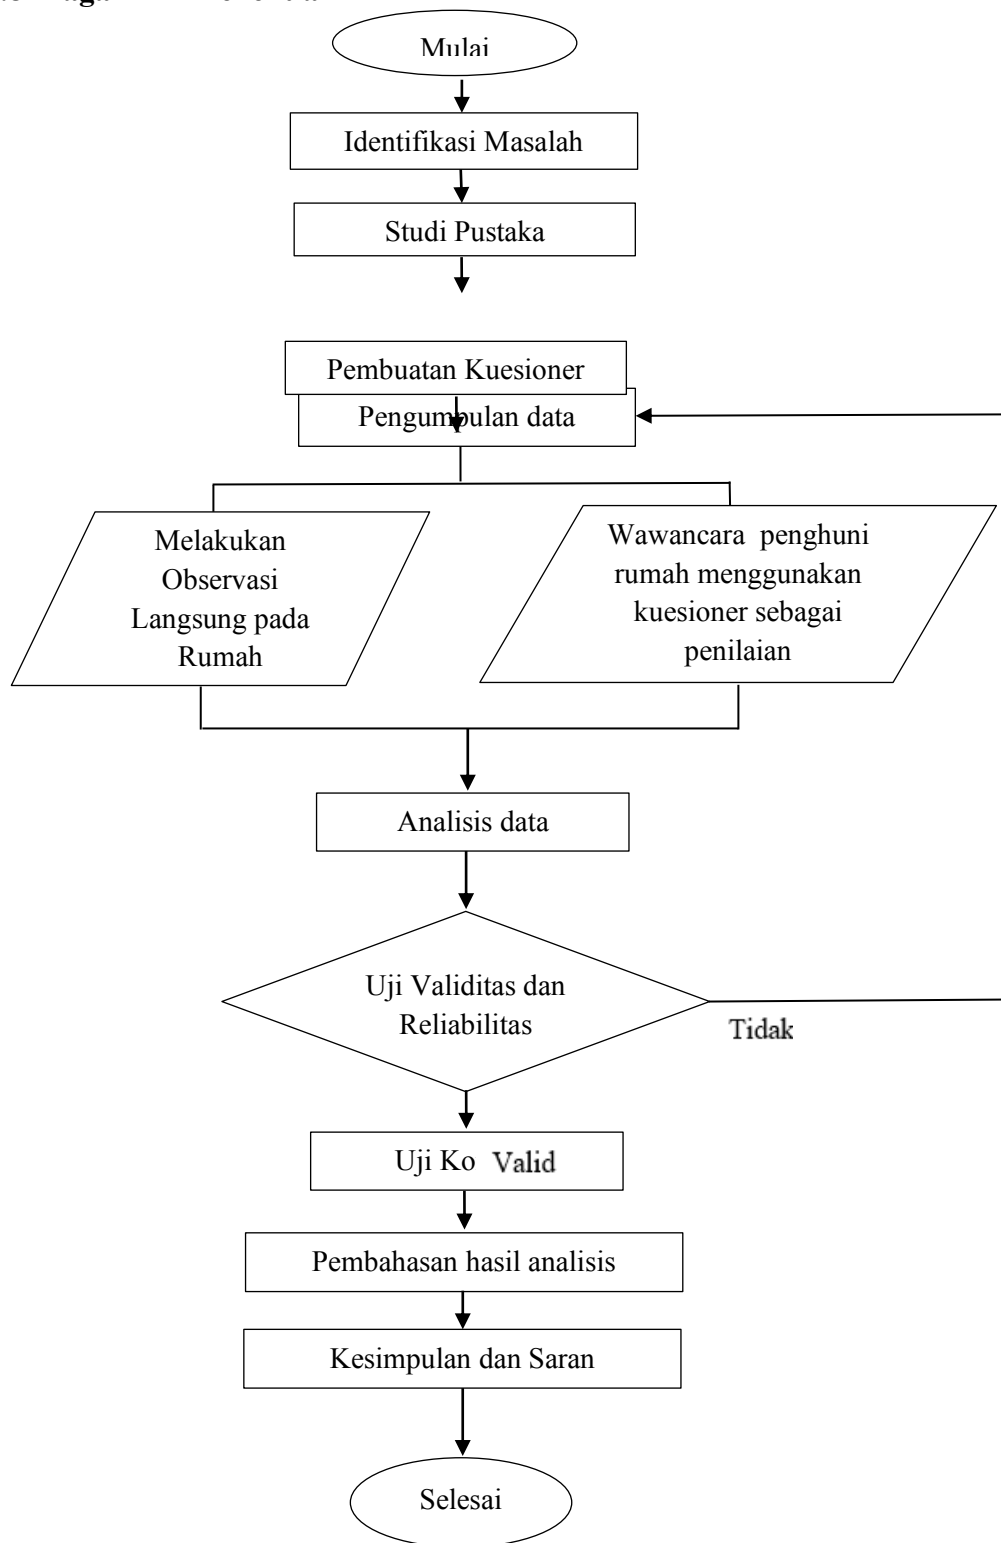 Mulai
Identifikasi Masalah
Studi Pustaka
Pembuatan Kuesioner
Pengumpulan data
Melakukan
Observasi
Langsung pada
Rumah
Wawancara penghuni
rumah menggunakan
kuesioner sebagai
penilaian
Analisis data
Uji Validitas dan
Reliabilitas
Tidak
Uji Ko Valid
Pembahasan hasil analisis
Kesimpulan dan Saran
Selesai